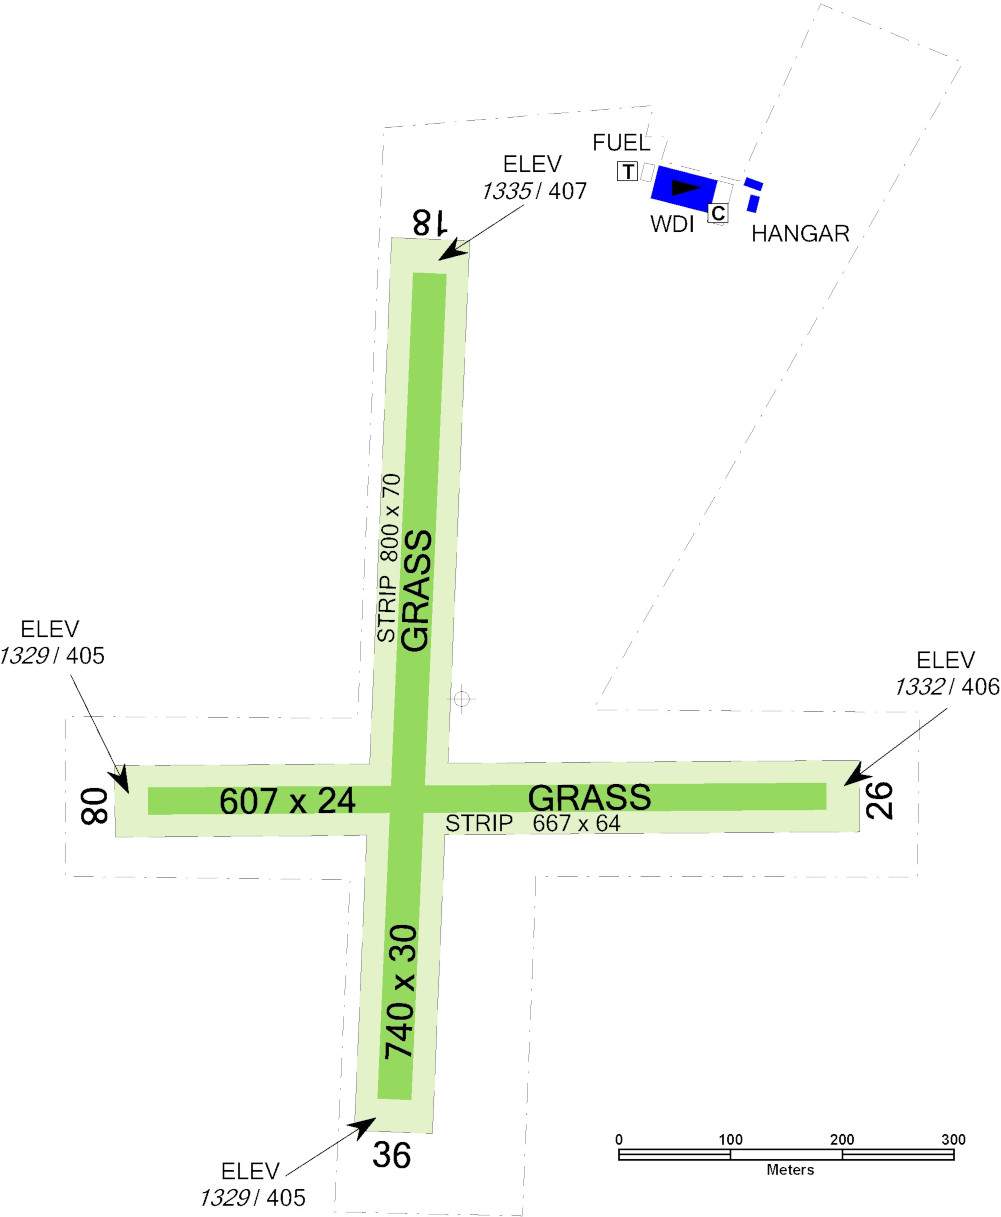 FUEL
T
C
WDI
HANGAR
ELEV
1335 / 407
18
STRIP 800 x 70
GRASS
ELEV
1329 / 405
ELEV
1332 / 406
08
607 x 24
GRASS
26
STRIP 667 x 64
740 x 30
36
ELEV
1329 / 405
0 100 200 300
Meters